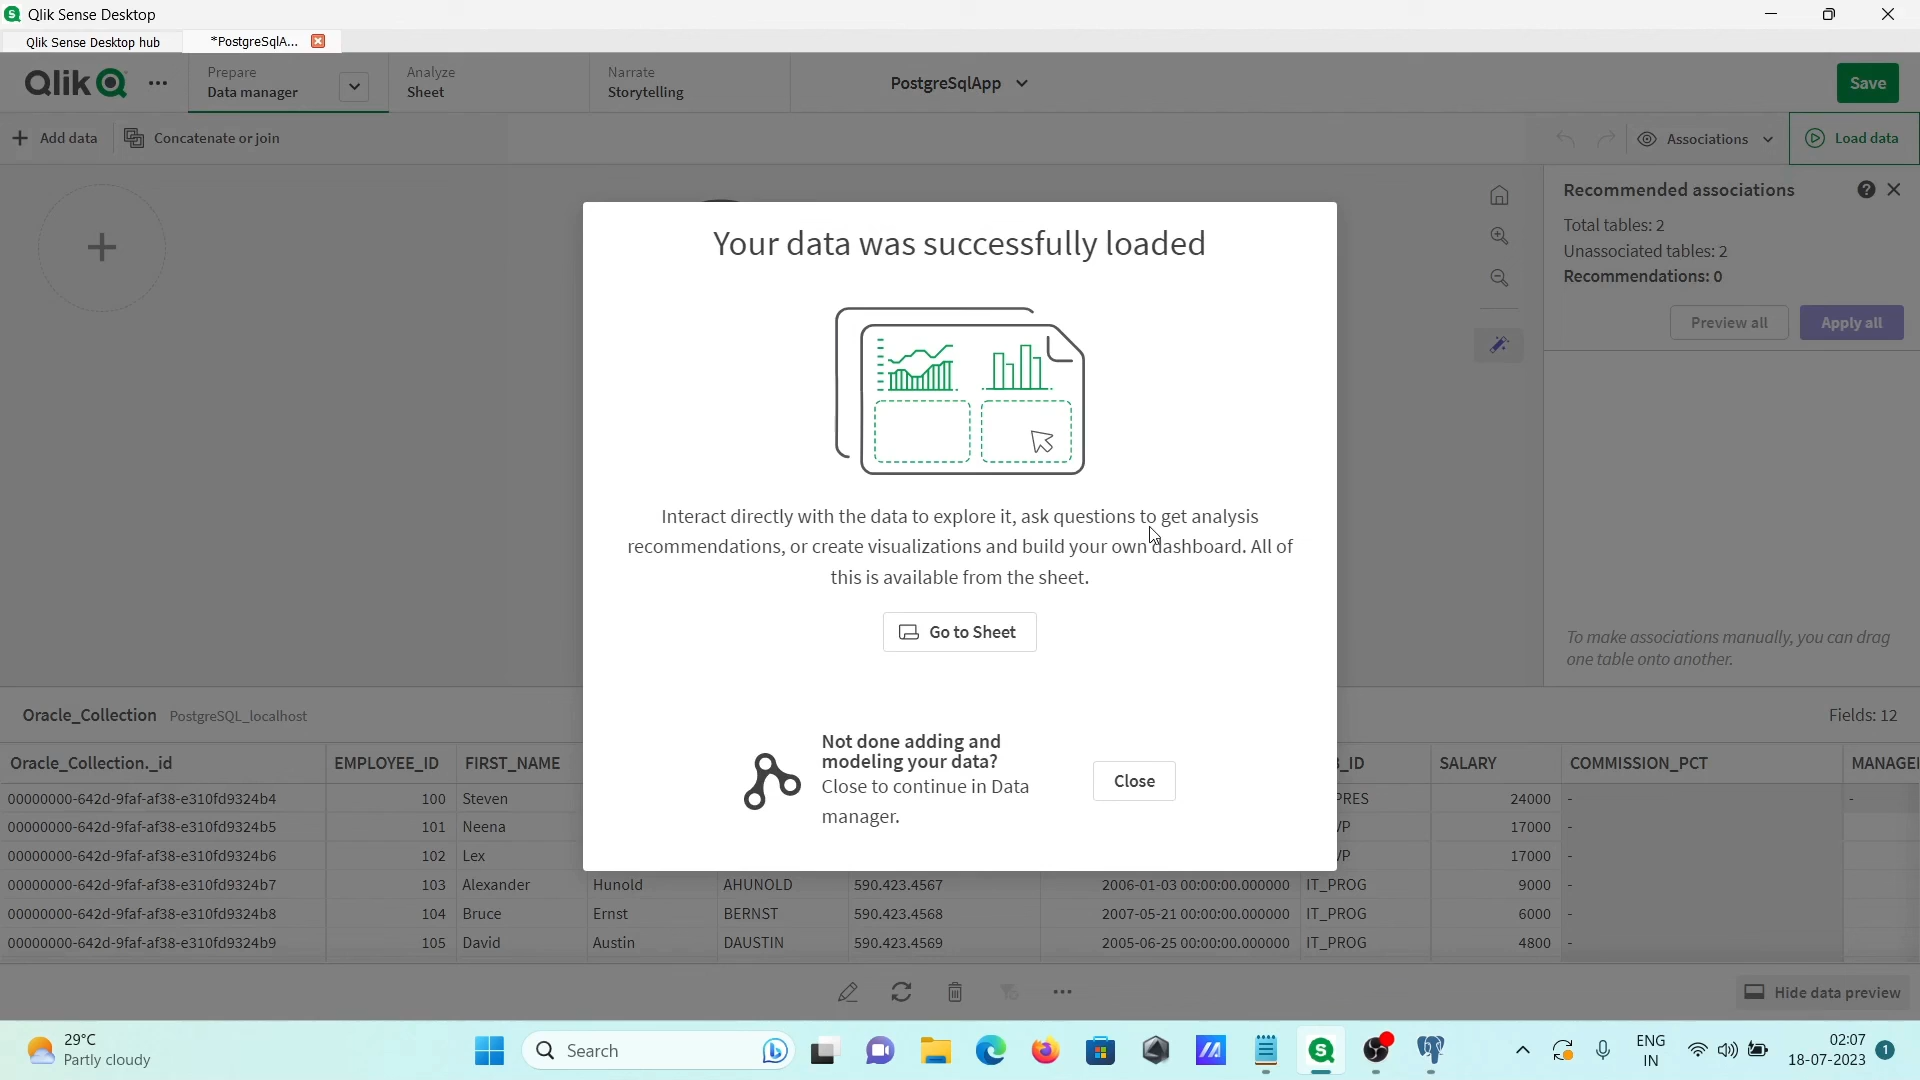 Qlik Sense Desktop
Qlik Sense Desktop hub
*PostgreSqlA...
Qlik
Prepare
Data manager
Analyze
Sheet
Narrate
Storytelling
PostgreSqlApp
Save
Add data
Concatenate or join
Associations
Load data
Recommended associations
Total tables: 2
Unassociated tables: 2
Recommendations: 0
Preview all
Apply all
To make associations manually, you can drag
one table onto another.
Your data was successfully loaded
Interact directly with the data to explore it, ask questions to get analysis
recommendations, or create visualizations and build your own dashboard. All of
this is available from the sheet.
Go to Sheet
Not done adding and
modeling your data?
Close to continue in Data
manager.
Close
Oracle_Collection PostgreSQL_localhost
Fields: 12
Oracle_Collection._id EMPLOYEE_ID FIRST_NAME _ID SALARY COMMISSION_PCT MANAGE
00000000-642d-9faf-af38-e310fd9324b4 100 Steven PRES 24000 - -
00000000-642d-9faf-af38-e310fd9324b5 101 Neena VP 17000 -
00000000-642d-9faf-af38-e310fd9324b6 102 Lex VP 17000 -
00000000-642d-9faf-af38-e310fd9324b7 103 Alexander Hunold AHUNOLD 590.423.4567 2006-01-03 00:00:00.000000 IT_PROG 9000 -
00000000-642d-9faf-af38-e310fd9324b8 104 Bruce Ernst BERNST 590.423.4568 2007-05-21 00:00:00.000000 IT_PROG 6000 -
00000000-642d-9faf-af38-e310fd9324b9 105 David Austin DAUSTIN 590.423.4569 2005-06-25 00:00:00.000000 IT_PROG 4800 -
Hide data preview
29°C
Partly cloudy
Search
ENG
IN
02:07
18-07-2023
1